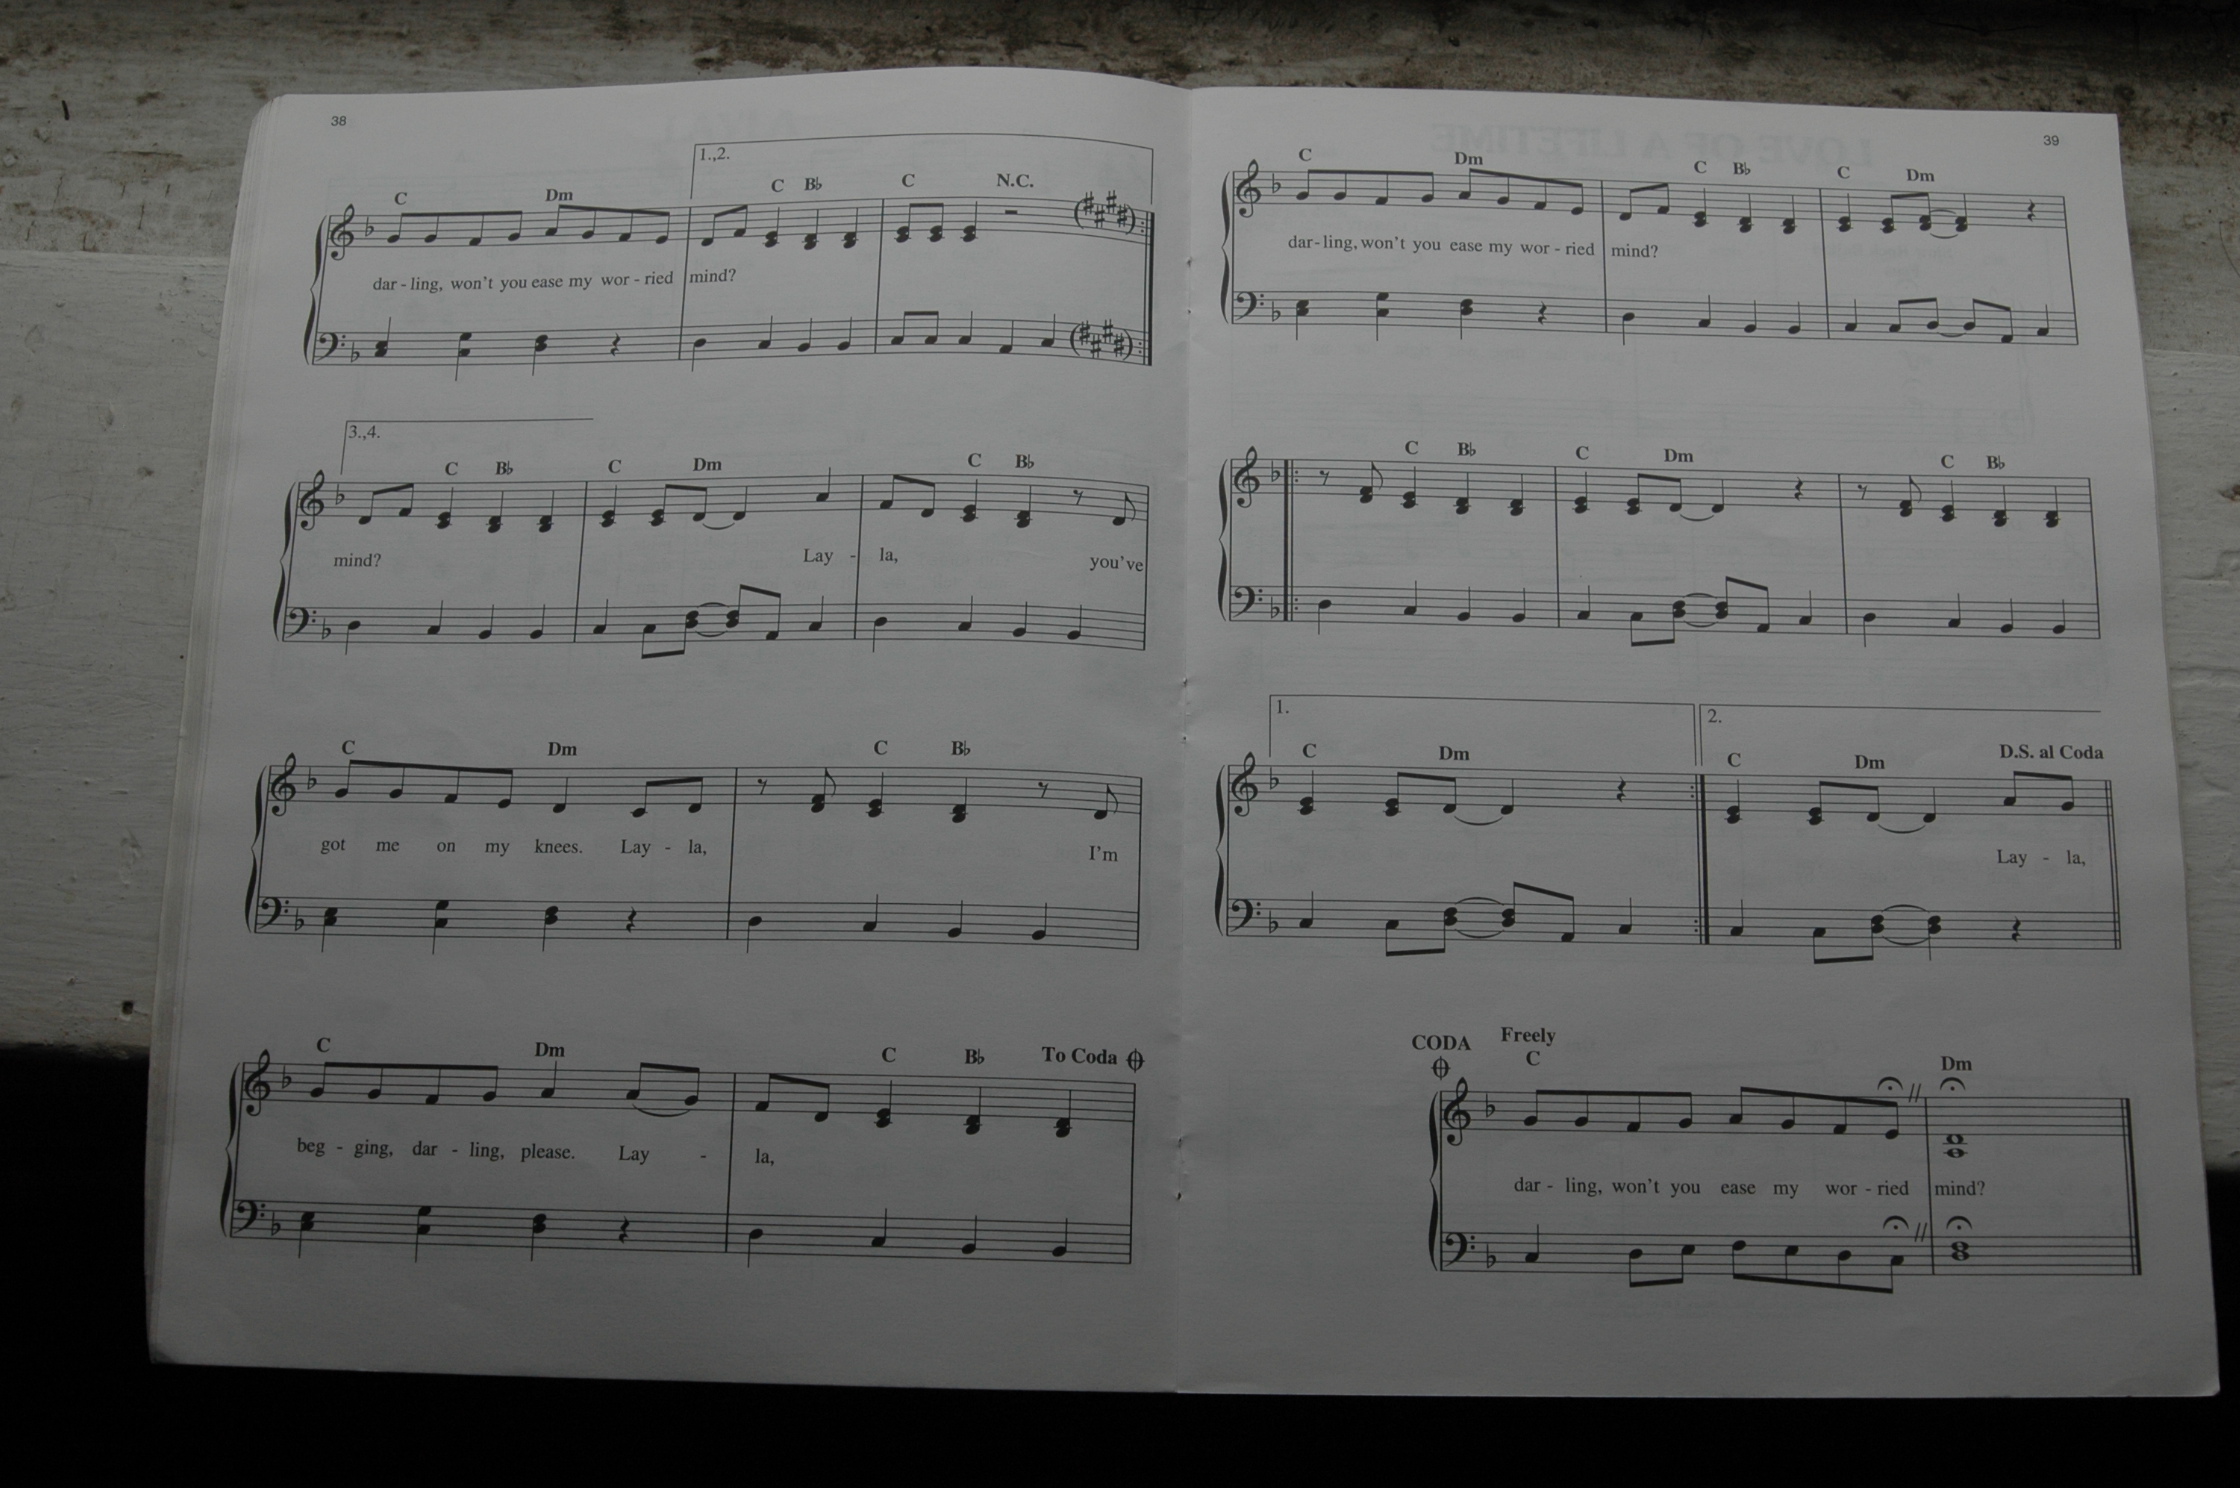 38
1.,2.
C Dm C B♭ C N.C.
dar - ling, won't you ease my wor - ried mind?
3.,4.
C B♭ C Dm C B♭
mind? Lay - la, you've
C Dm C B♭
got me on my knees. Lay - la, I'm
C Dm C B♭ To Coda
beg - ging, dar - ling, please. Lay - la,
39
LOVE OF A LIFETIME
C Dm C B♭ C Dm
dar - ling, won't you ease my wor - ried mind?
C B♭ C Dm C B♭
1. 2.
C Dm C Dm D.S. al Coda
Lay - la,
CODA Freely
C Dm
dar - ling, won't you ease my wor - ried mind?